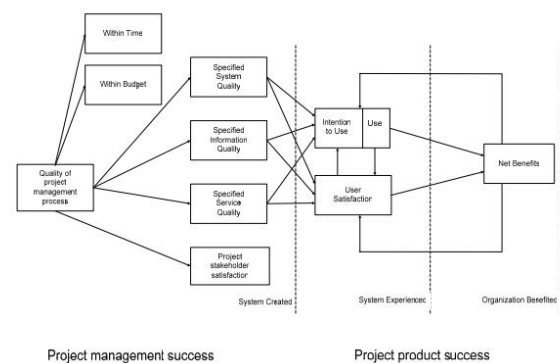 Within Time
Within Budget
Specified
System
Quality
Specified
Information
Quality
Intention
to Use
Use
Quality of
project
management
process
Net Benefits
Specified
Service
Quality
User
Satisfaction
Project
stakeholder
satisfaction
System Created
System Experienced
Organization Benefited
Project management success
Project product success